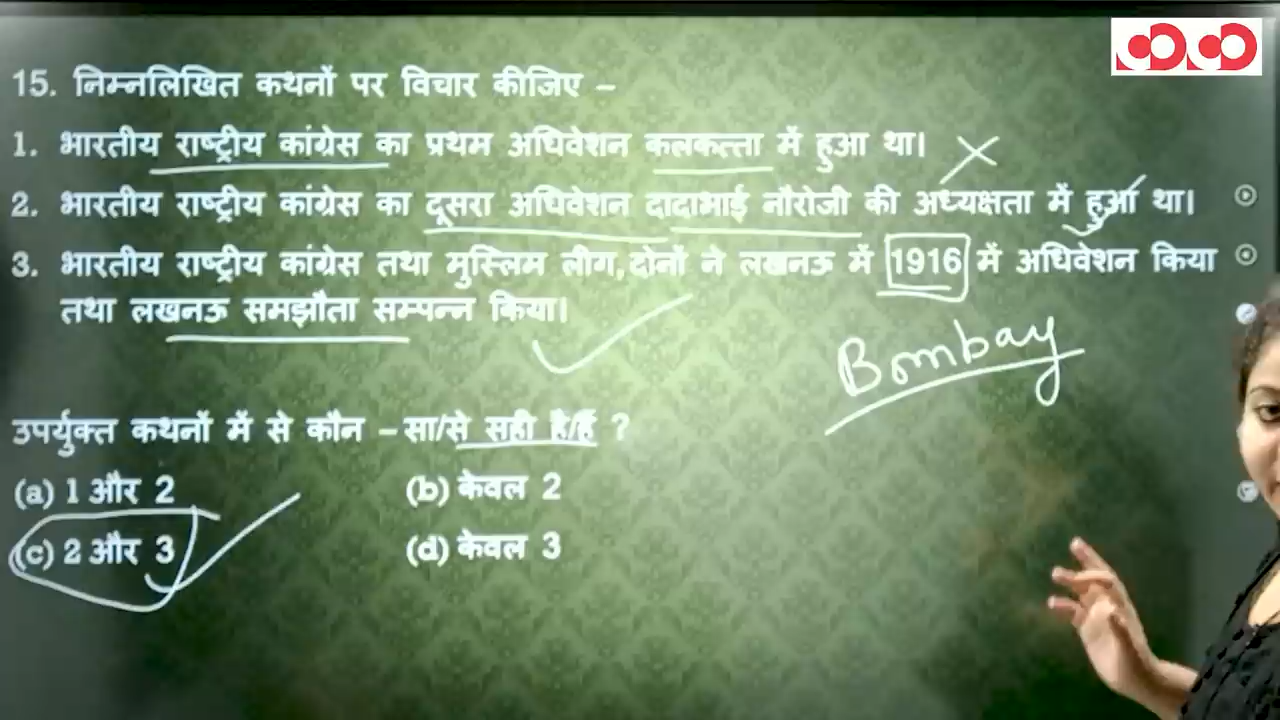 15. निम्नलिखित कथनों पर विचार कीजिए –
1. भारतीय राष्ट्रीय कांग्रेस का प्रथम अधिवेशन कलकत्ता में हुआ था।
2. भारतीय राष्ट्रीय कांग्रेस का दूसरा अधिवेशन दादाभाई नौरोजी की अध्यक्षता में हुआ था।
3. भारतीय राष्ट्रीय कांग्रेस तथा मुस्लिम लीग, दोनों ने लखनऊ में 1916 में अधिवेशन किया
तथा लखनऊ समझौता सम्पन्न किया।
Bombay
उपर्युक्त कथनों में से कौन – सा/से सही है/हैं ?
(a) 1 और 2 (b) केवल 2
(c) 2 और 3 (d) केवल 3